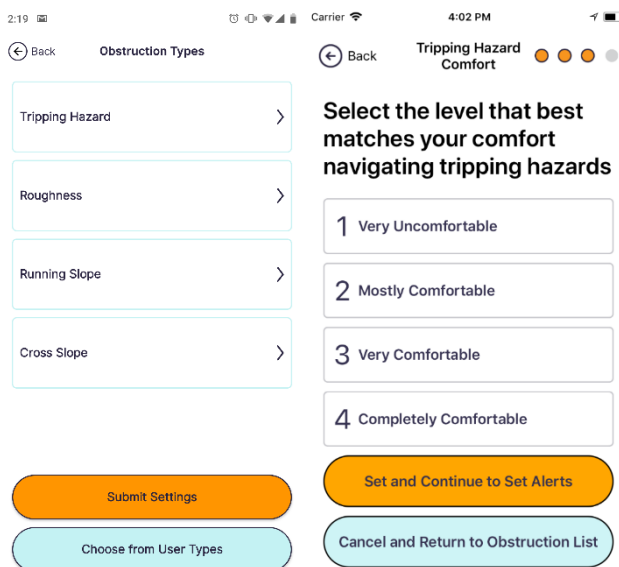 2:19
Back
Obstruction Types
Tripping Hazard
Roughness
Running Slope
Cross Slope
Submit Settings
Choose from User Types
Carrier
4:02 PM
Back
Tripping Hazard
Comfort
Select the level that best
matches your comfort
navigating tripping hazards
1 Very Uncomfortable
2 Mostly Comfortable
3 Very Comfortable
4 Completely Comfortable
Set and Continue to Set Alerts
Cancel and Return to Obstruction List